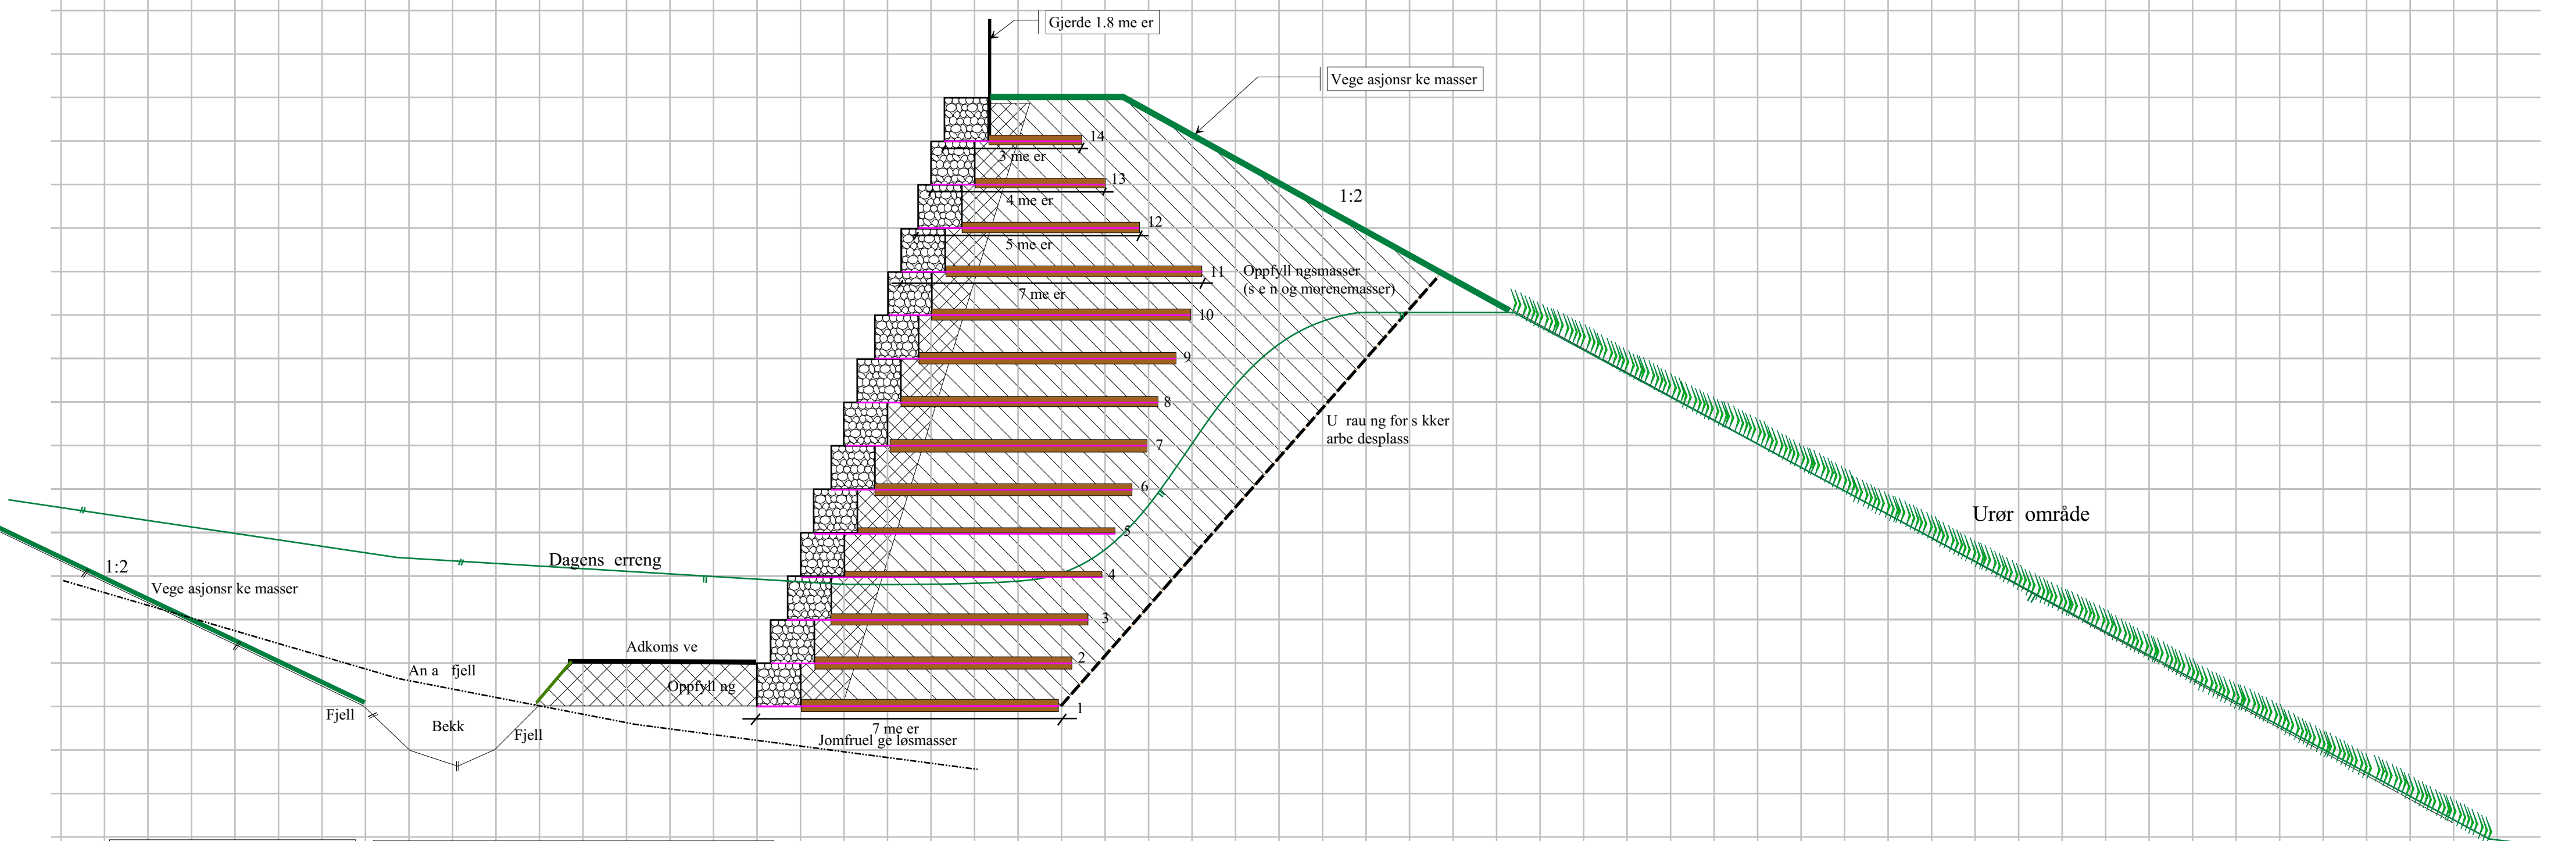 Gjerde 1.8 me er
Vege asjonsr ke masser
14
3 me er
13
4 me er
1:2
12
5 me er
11
Oppfyll ngsmasser
(s e n og morenemasser)
7 me er
10
9
8
U rau ng for s kker
arbe desplass
7
6
Urør område
5
Dagens erreng
1:2
4
Vege asjonsr ke masser
3
Adkoms ve
2
An a fjell
Oppfyll ng
1
Fjell
Bekk
Fjell
7 me er
Jomfruel ge løsmasser